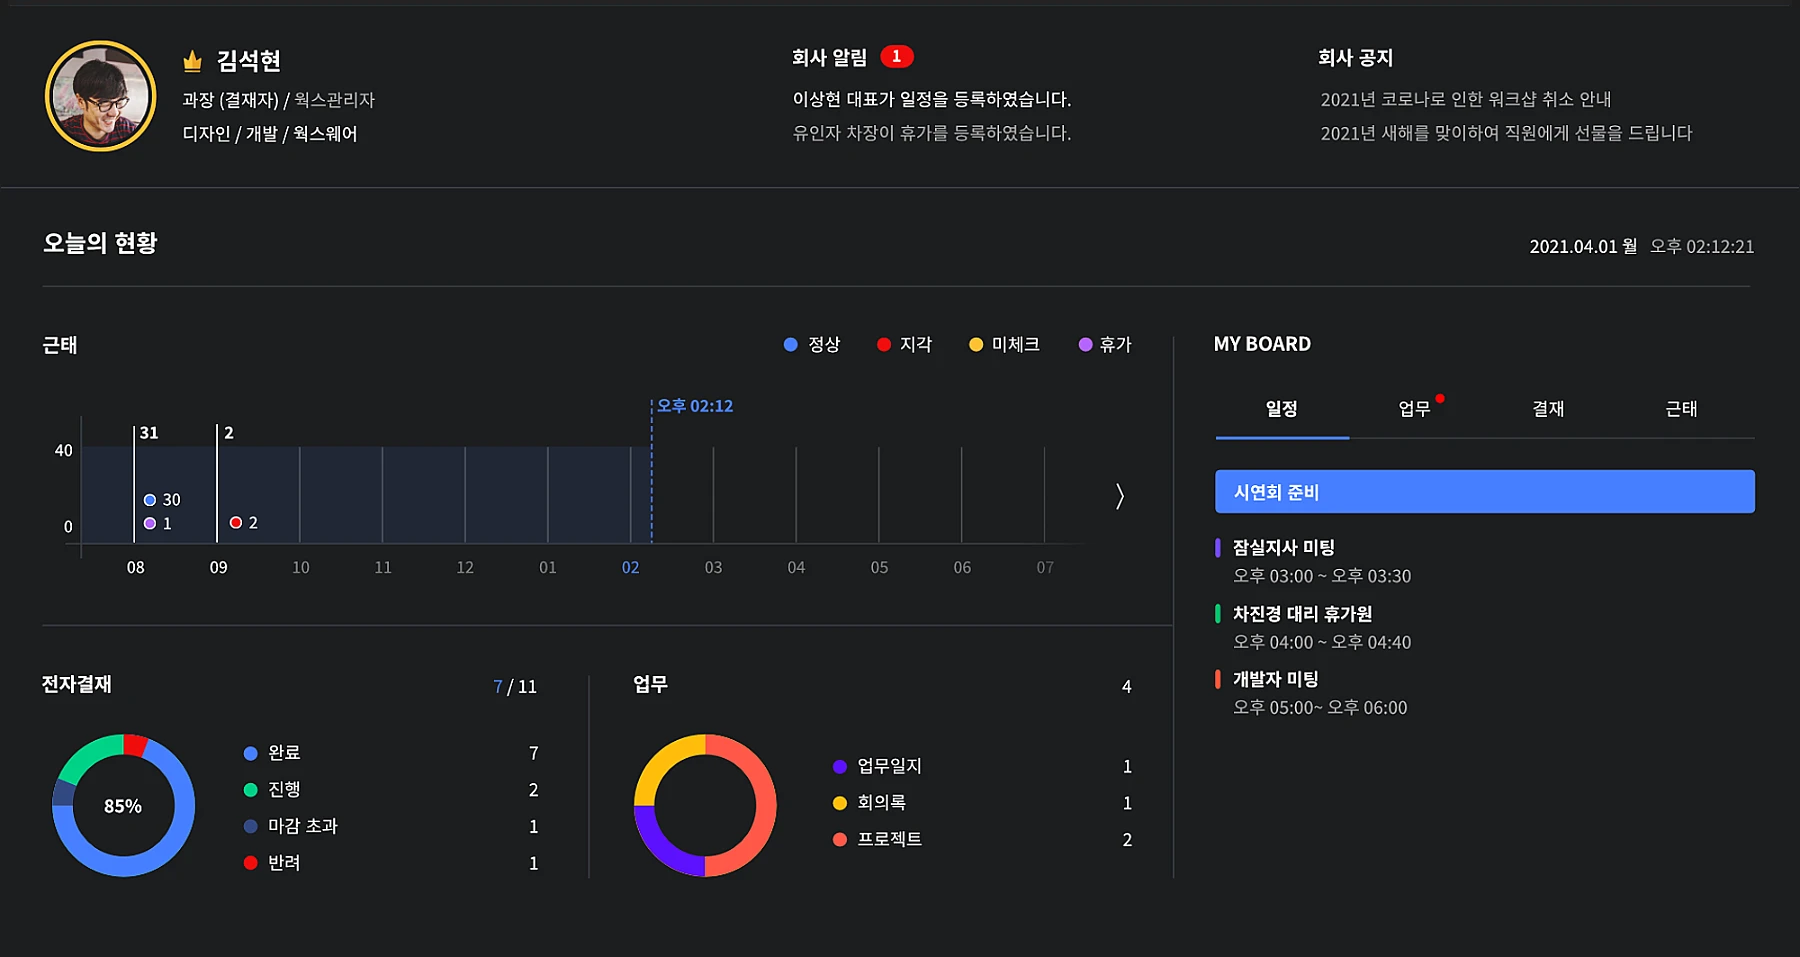 김석현
과장 (결재자) / 웍스관리자
디자인 / 개발 / 웍스웨어
회사 알림 1
이상현 대표가 일정을 등록하였습니다.
유인자 차장이 휴가를 등록하였습니다.
회사 공지
2021년 코로나로 인한 워크샵 취소 안내
2021년 새해를 맞이하여 직원에게 선물을 드립니다
오늘의 현황
2021.04.01 월 오후 02:12:21
근태
정상 지각 미체크 휴가
오후 02:12
31 2
40
30
1 2
0
08 09 10 11 12 01 02 03 04 05 06 07
〉
전자결재 7 / 11
85%
완료 7
진행 2
마감 초과 1
반려 1
업무 4
업무일지 1
회의록 1
프로젝트 2
MY BOARD
일정 업무 결재 근태
시연회 준비
잠실지사 미팅
오후 03:00 ~ 오후 03:30
차진경 대리 휴가원
오후 04:00 ~ 오후 04:40
개발자 미팅
오후 05:00~ 오후 06:00